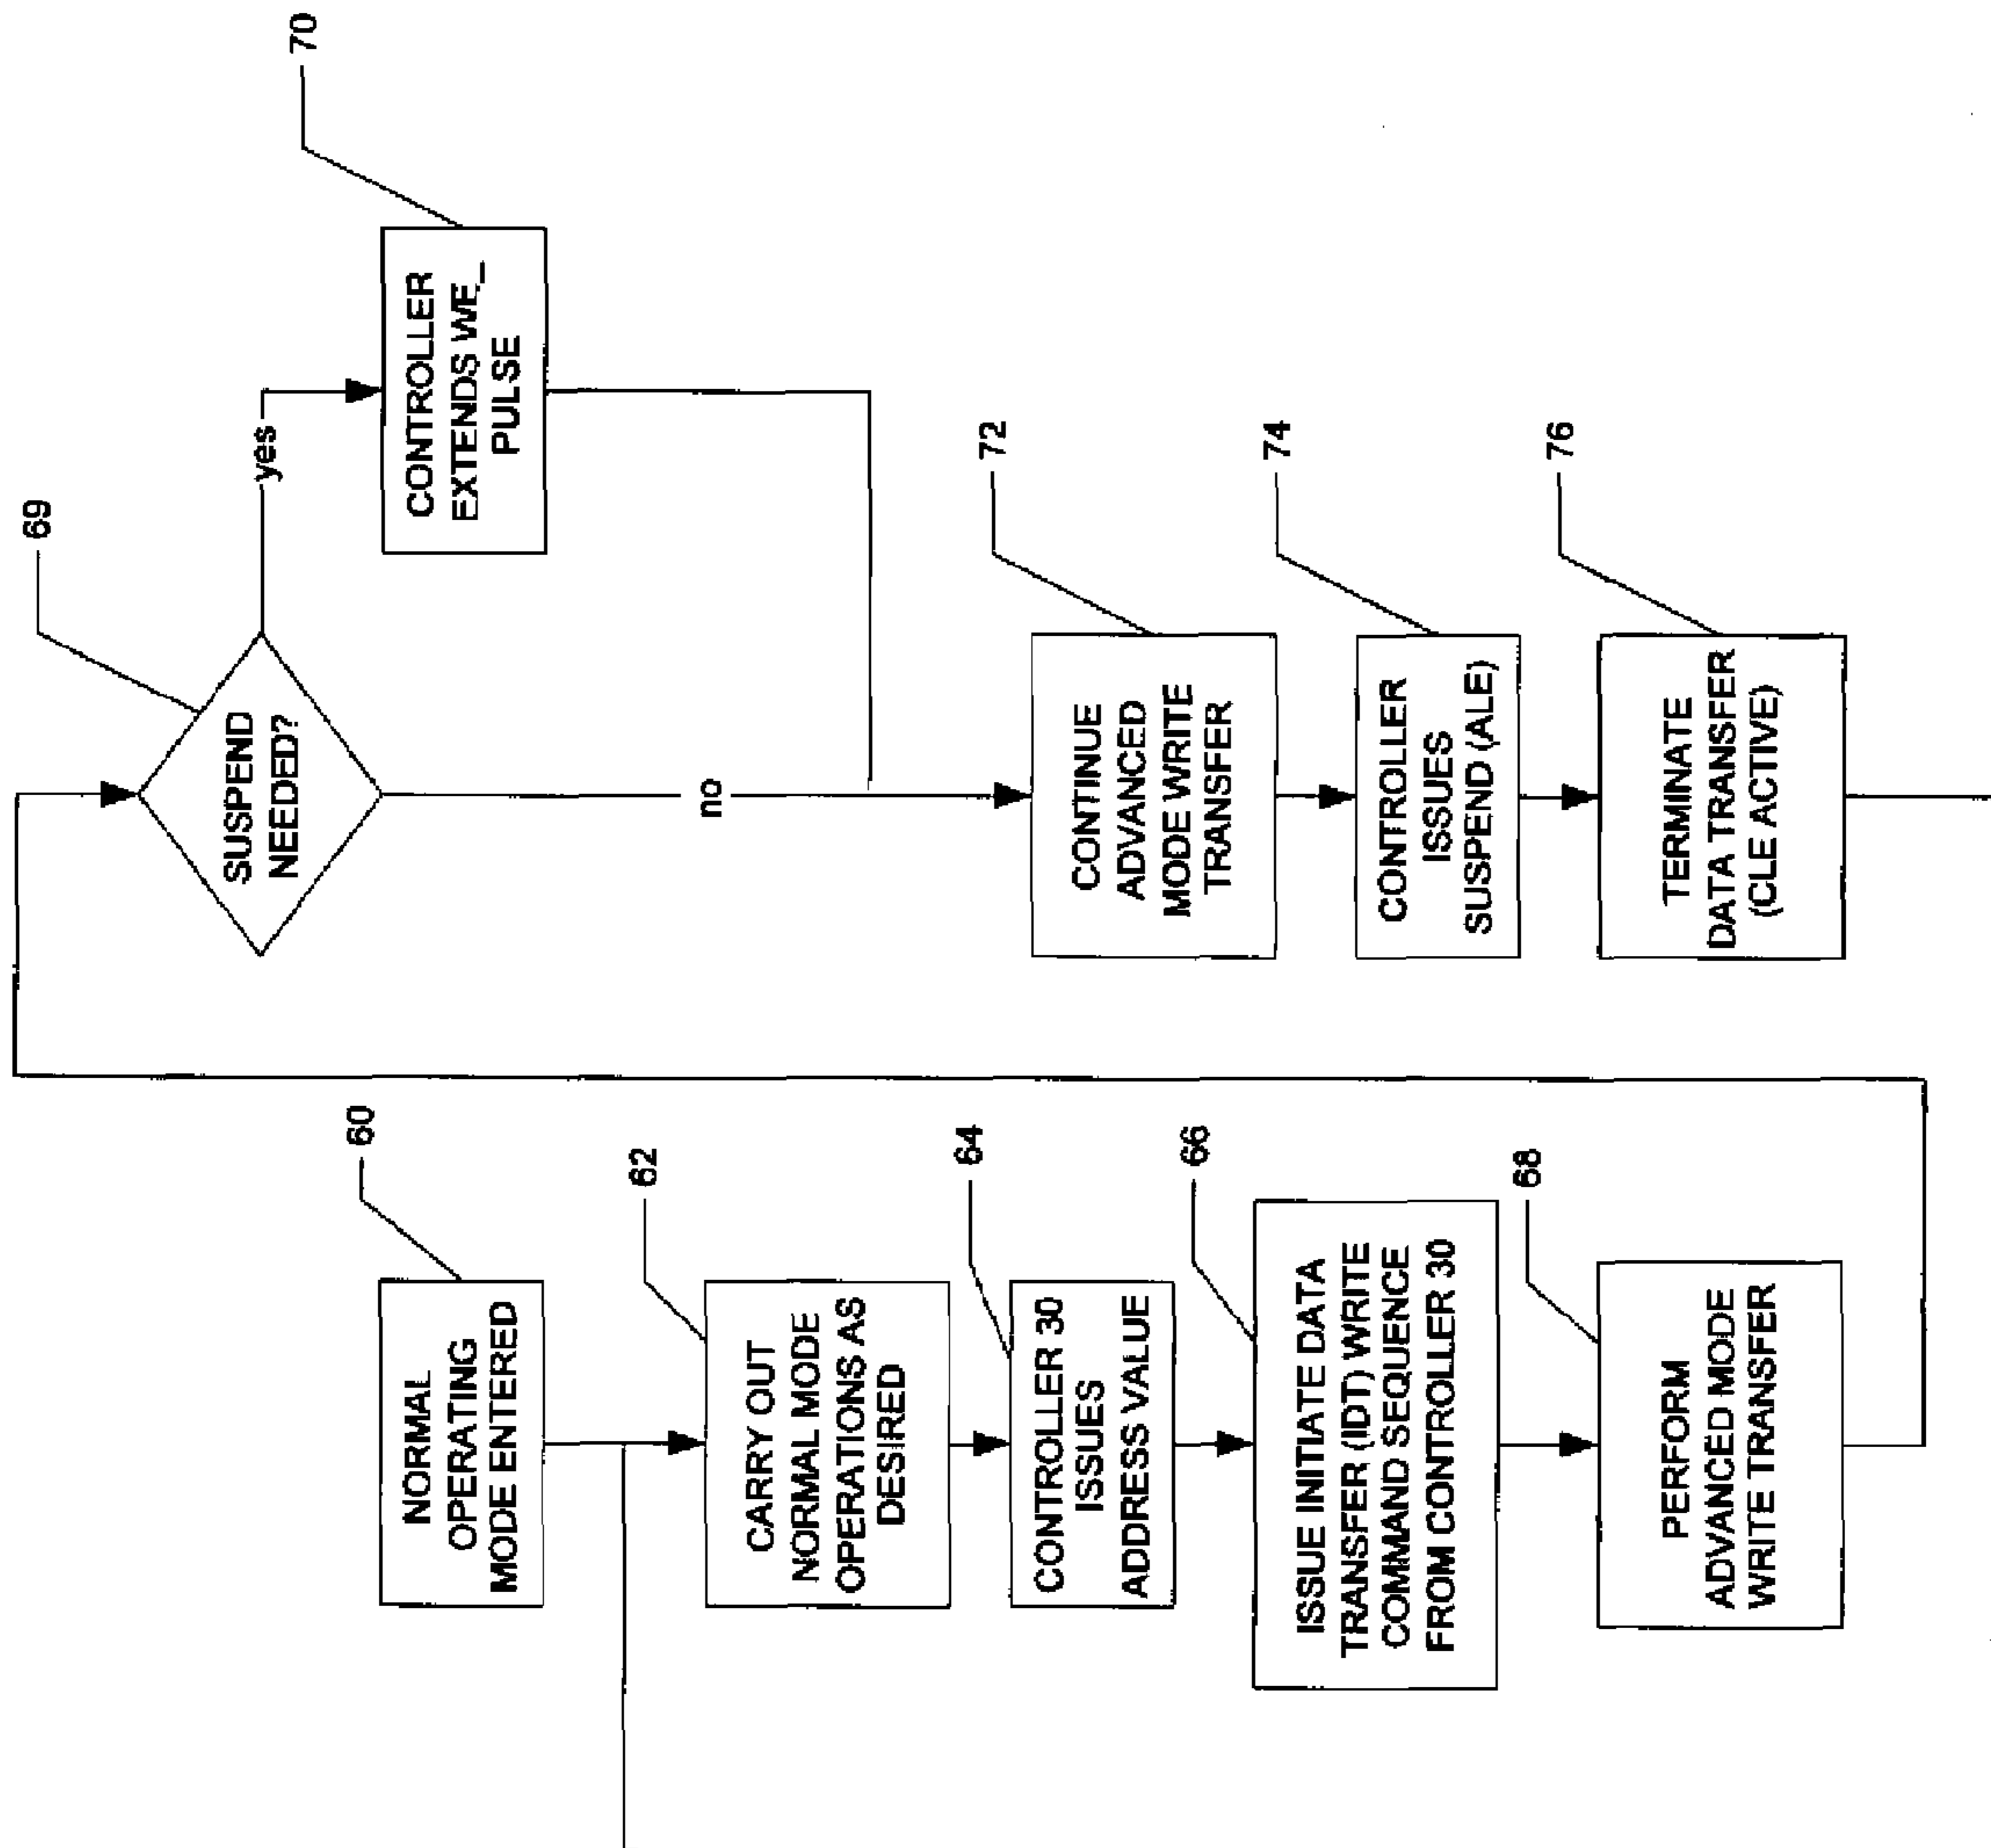 60
NORMAL
OPERATING
MODE ENTERED
62
CARRY OUT
NORMAL MODE
OPERATIONS AS
DESIRED
64
CONTROLLER 30
ISSUES
ADDRESS VALUE
66
ISSUE INITIATE DATA
TRANSFER (IDT) WRITE
COMMAND SEQUENCE
FROM CONTROLLER 30
68
PERFORM
ADVANCED MODE
WRITE TRANSFER
69
SUSPEND
NEEDED?
yes
no
70
CONTROLLER
EXTENDS WE_
PULSE
72
CONTINUE
ADVANCED
MODE WRITE
TRANSFER
74
CONTROLLER
ISSUES
SUSPEND (ALE)
76
TERMINATE
DATA TRANSFER
(CLE ACTIVE)